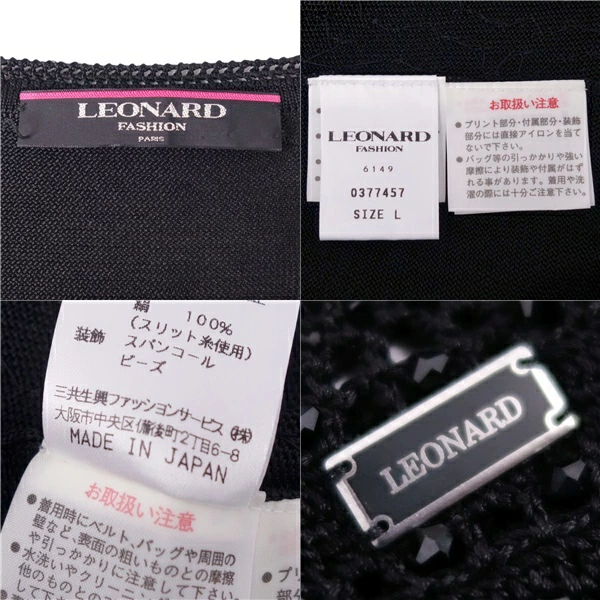 LEONARD
FASHION
PARIS
LEONARD
FASHION
6149
0377457
SIZE L
お取扱い注意
●プリント部分・付属部分・装飾
部分には直接アイロンを当て
ないで下さい。
●バッグ等の引っかかりや強い
摩擦により装飾や付属がはず
れる事があります。着用や洗
濯の際には十分ご注意下さい。
綿 100%
(スリット糸使用)
装飾 スパンコール
ビーズ
三共生興ファッションサービス(株)
大阪市中央区備後町2丁目6-8
MADE IN JAPAN
お取扱い注意
●着用時にベルト、バッグや周囲の
壁など、表面の粗いものとの摩擦
や引っかかりに注意して下さい。
●水洗いやクリーニ
他のものとの
●プリ
部分
LEONARD